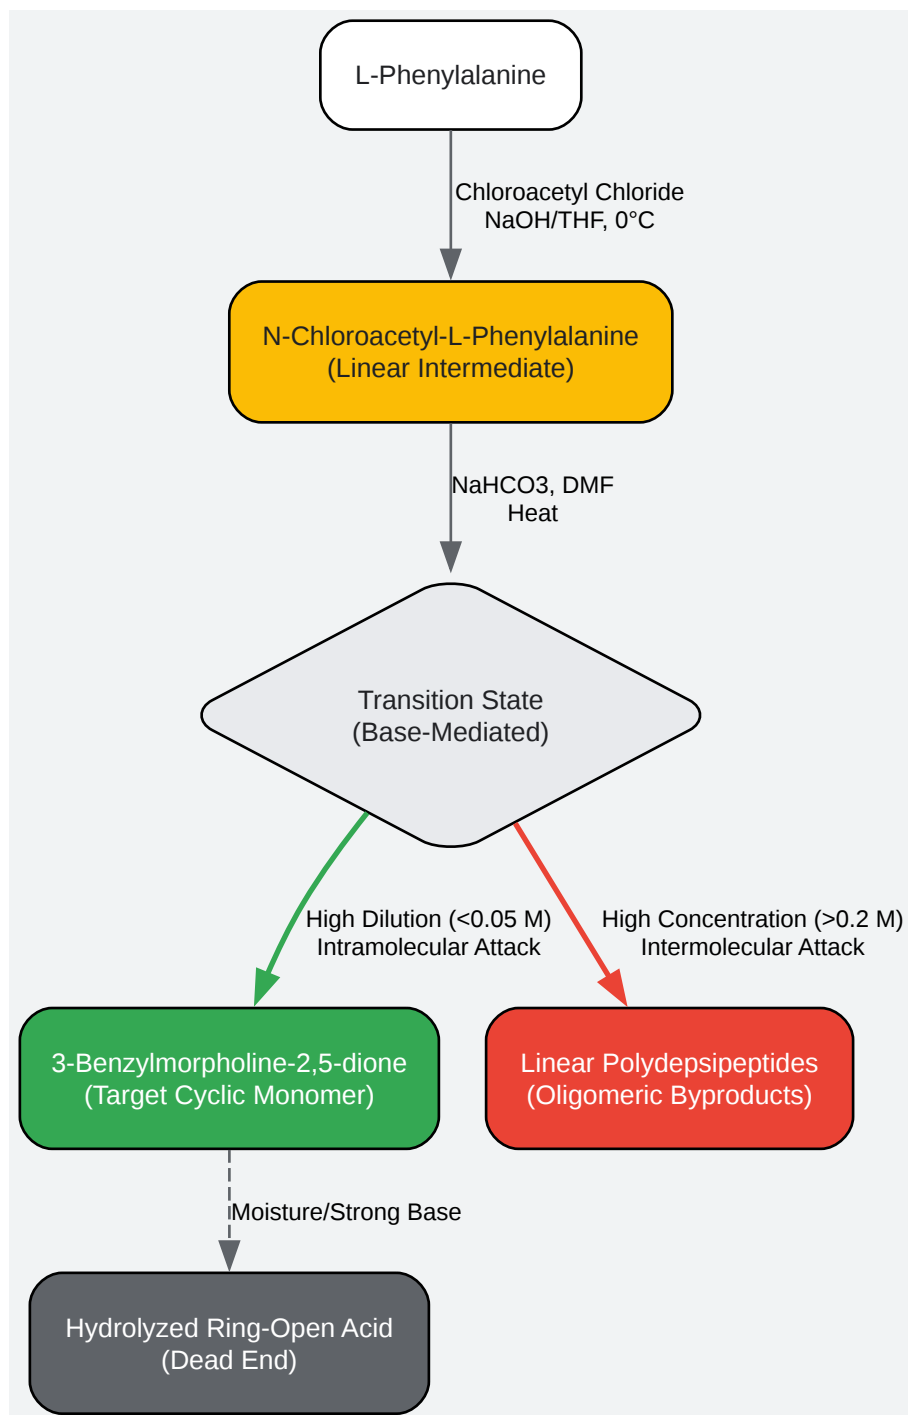 L-Phenylalanine
Chloroacetyl Chloride
NaOH/THF, 0°C
N-Chloroacetyl-L-Phenylalanine
(Linear Intermediate)
NaHCO3, DMF
Heat
Transition State
(Base-Mediated)
High Dilution (<0.05 M)
Intramolecular Attack
High Concentration (>0.2 M)
Intermolecular Attack
3-Benzylmorpholine-2,5-dione
(Target Cyclic Monomer)
Linear Polydepsipeptides
(Oligomeric Byproducts)
Moisture/Strong Base
Hydrolyzed Ring-Open Acid
(Dead End)